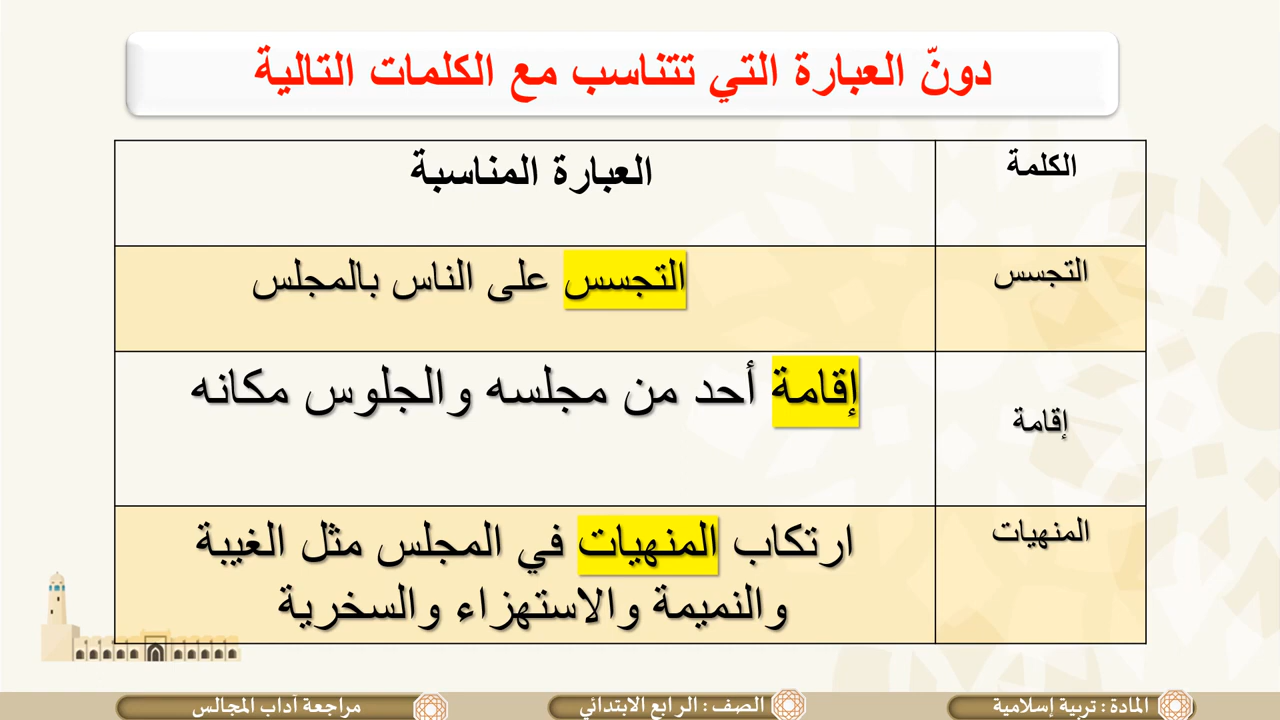 دونّ العبارة التي تتناسب مع الكلمات التالية
الكلمة
العبارة المناسبة
التجسس
التجسس على الناس بالمجلس
إقامة
إقامة أحد من مجلسه والجلوس مكانه
المنهيات
ارتكاب المنهيات في المجلس مثل الغيبة
والنميمة والاستهزاء والسخرية
المادة : تربية إسلامية
الصف : الرابع الابتدائي
مراجعة آداب المجالس